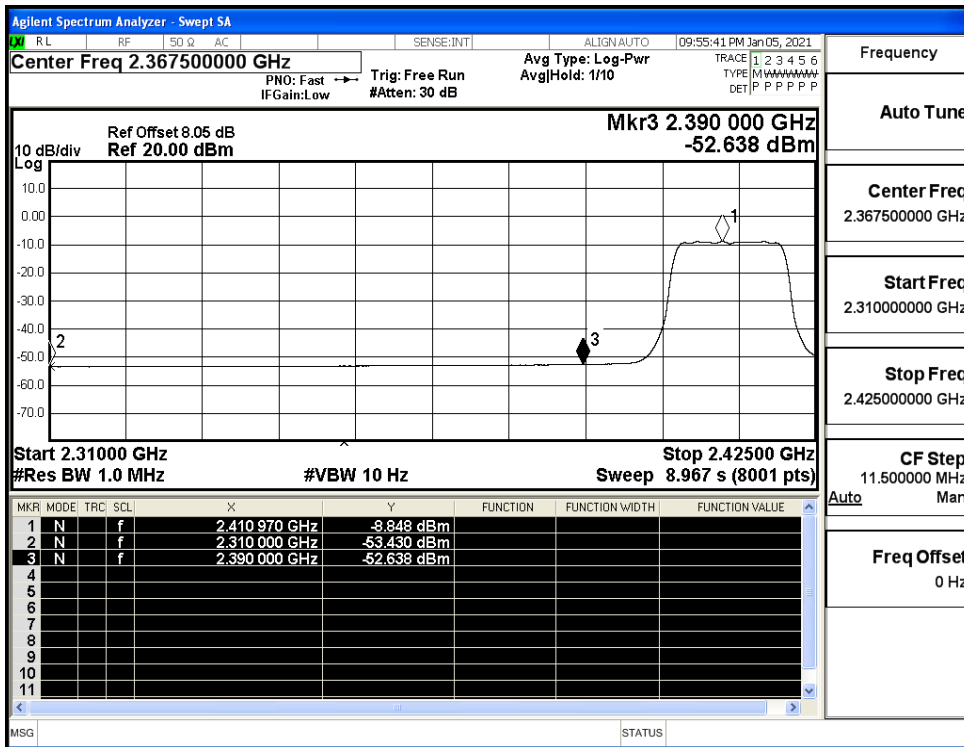 Agilent Spectrum Analyzer - Swept SA
LXI RL RF 50 Ω AC SENSE:INT ALIGN AUTO 09:55:41 PM Jan 05, 2021
Center Freq 2.367500000 GHz
PNO: Fast
IFGain:Low
Trig: Free Run
#Atten: 30 dB
Avg Type: Log-Pwr
Avg|Hold: 1/10
TRACE 1 2 3 4 5 6
TYPE M WWWWW
DET P P P P P P
Mkr3 2.390 000 GHz
-52.638 dBm
Ref Offset 8.05 dB
10 dB/div Ref 20.00 dBm
Log
10.0
0.00
-10.0
-20.0
-30.0
-40.0
-50.0
-60.0
-70.0
1
2
3
Start 2.31000 GHz Stop 2.42500 GHz
#Res BW 1.0 MHz #VBW 10 Hz Sweep 8.967 s (8001 pts)
MKR MODE TRC SCL X Y FUNCTION FUNCTION WIDTH FUNCTION VALUE
1 N f 2.410 970 GHz -8.848 dBm
2 N f 2.310 000 GHz -53.430 dBm
3 N f 2.390 000 GHz -52.638 dBm
4
5
6
7
8
9
10
11
MSG STATUS
Frequency
Auto Tune
Center Freq
2.367500000 GHz
Start Freq
2.310000000 GHz
Stop Freq
2.425000000 GHz
CF Step
11.500000 MHz
Auto Man
Freq Offset
0 Hz